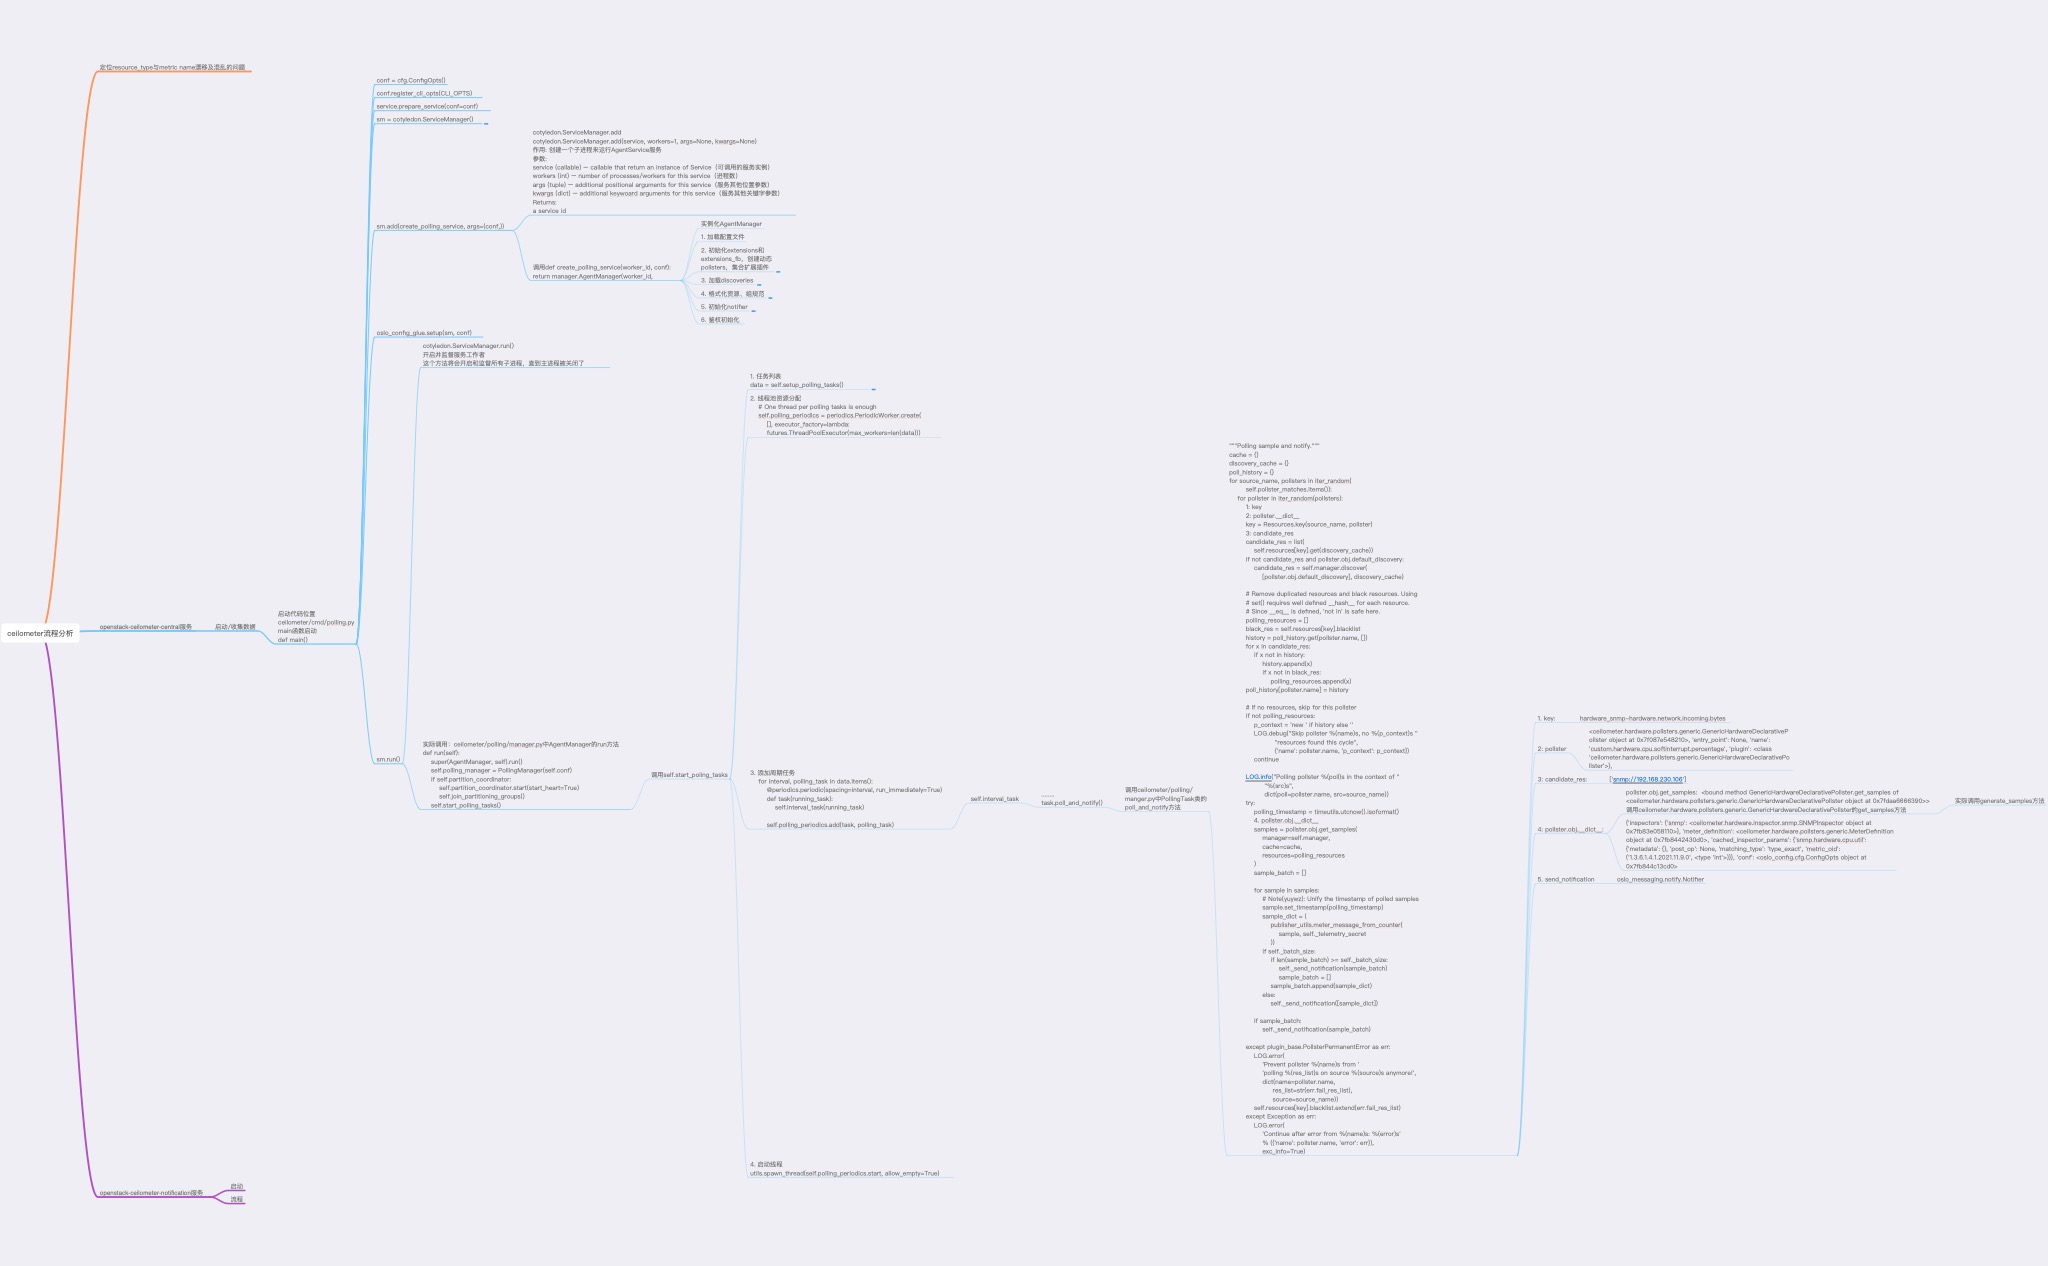 ceilometer流程分析
定位resource_type与metric name漂移及混乱的问题
openstack-ceilometer-central服务
启动/收集数据
启动代码位置
ceilometer/cmd/polling.py
main函数启动
def main()
conf = cfg.ConfigOpts()
conf.register_cli_opts(CLI_OPTS)
service.prepare_service(conf=conf)
sm = cotyledon.ServiceManager()
sm.add(create_polling_service, args=(conf,))
cotyledon.ServiceManager.add
cotyledon.ServiceManager.add(service, workers=1, args=None, kwargs=None)
作用: 创建一个子进程来运行AgentService服务
参数:
service (callable) — callable that return an instance of Service（可调用的服务实例）
workers (int) — number of processes/workers for this service（进程数）
args (tuple) — additional positional arguments for this service（服务其他位置参数）
kwargs (dict) — additional keywoard arguments for this service（服务其他关键字参数）
Returns:
a service id
调用def create_polling_service(worker_id, conf):
return manager.AgentManager(worker_id,
实例化AgentManager
1. 加载配置文件
2. 初始化extensions和
extensions_fb，创建动态
pollsters，集合扩展插件
3. 加载discoveries
4. 格式化资源、组规范
5. 初始化notifier
6. 鉴权初始化
oslo_config_glue.setup(sm, conf)
sm.run()
cotyledon.ServiceManager.run()
开启并监督服务工作者
这个方法将会开启和监督所有子进程，直到主进程被关闭了
实际调用：ceilometer/polling/manager.py中AgentManager的run方法
def run(self):
super(AgentManager, self).run()
self.polling_manager = PollingManager(self.conf)
if self.partition_coordinator:
self.partition_coordinator.start(start_heart=True)
self.join_partitioning_groups()
self.start_polling_tasks()
调用self.start_poling_tasks
1. 任务列表
data = self.setup_polling_tasks()
2. 线程池资源分配
# One thread per polling tasks is enough
self.polling_periodics = periodics.PeriodicWorker.create(
[], executor_factory=lambda:
futures.ThreadPoolExecutor(max_workers=len(data)))
3. 添加周期任务
for interval, polling_task in data.items():
@periodics.periodic(spacing=interval, run_immediately=True)
def task(running_task):
self.interval_task(running_task)
self.polling_periodics.add(task, polling_task)
4. 启动线程
utils.spawn_thread(self.polling_periodics.start, allow_empty=True)
self.interval_task
……
task.poll_and_notify()
调用ceilometer/polling/
manger.py中PollingTask类的
poll_and_notify方法
"""Polling sample and notify."""
cache = {}
discovery_cache = {}
poll_history = {}
for source_name, pollsters in iter_random(
self.pollster_matches.items()):
for pollster in iter_random(pollsters):
1: key
2: pollster.__dict__
key = Resources.key(source_name, pollster)
3: candidate_res
candidate_res = list(
self.resources[key].get(discovery_cache))
if not candidate_res and pollster.obj.default_discovery:
candidate_res = self.manager.discover(
[pollster.obj.default_discovery], discovery_cache)
# Remove duplicated resources and black resources. Using
# set() requires well defined __hash__ for each resource.
# Since __eq__ is defined, 'not in' is safe here.
polling_resources = []
black_res = self.resources[key].blacklist
history = poll_history.get(pollster.name, [])
for x in candidate_res:
if x not in history:
history.append(x)
if x not in black_res:
polling_resources.append(x)
poll_history[pollster.name] = history
# If no resources, skip for this pollster
if not polling_resources:
p_context = 'new ' if history else ''
LOG.debug("Skip pollster %(name)s, no %(p_context)s "
"resources found this cycle",
{'name': pollster.name, 'p_context': p_context})
continue
LOG.info("Polling pollster %(poll)s in the context of "
"%(src)s",
dict(poll=pollster.name, src=source_name))
try:
polling_timestamp = timeutils.utcnow().isoformat()
4. pollster.obj.__dict__
samples = pollster.obj.get_samples(
manager=self.manager,
cache=cache,
resources=polling_resources
)
sample_batch = []
for sample in samples:
# Note(yuywz): Unify the timestamp of polled samples
sample.set_timestamp(polling_timestamp)
sample_dict = (
publisher_utils.meter_message_from_counter(
sample, self._telemetry_secret
))
if self._batch_size:
if len(sample_batch) >= self._batch_size:
self._send_notification(sample_batch)
sample_batch = []
sample_batch.append(sample_dict)
else:
self._send_notification([sample_dict])
if sample_batch:
self._send_notification(sample_batch)
except plugin_base.PollsterPermanentError as err:
LOG.error(
'Prevent pollster %(name)s from '
'polling %(res_list)s on source %(source)s anymore!',
dict(name=pollster.name,
res_list=str(err.fail_res_list),
source=source_name))
self.resources[key].blacklist.extend(err.fail_res_list)
except Exception as err:
LOG.error(
'Continue after error from %(name)s: %(error)s'
% ({'name': pollster.name, 'error': err}),
exc_info=True)
1. key:
hardware_snmp-hardware.network.incoming.bytes
2: pollster
<ceilometer.hardware.pollsters.generic.GenericHardwareDeclarativeP
ollster object at 0x7f087e548210>, 'entry_point': None, 'name':
'custom.hardware.cpu.softinterrupt.percentage', 'plugin': <class
'ceilometer.hardware.pollsters.generic.GenericHardwareDeclarativePo
llster'>},
3: candidate_res:
['snmp://192.168.230.106']
4: pollster.obj.__dict__:
pollster.obj.get_samples: <bound method GenericHardwareDeclarativePollster.get_samples of
<ceilometer.hardware.pollsters.generic.GenericHardwareDeclarativePollster object at 0x7fdaa6666390>>
调用ceilometer.hardware.pollsters.generic.GenericHardwareDeclarativePollster的get_samples方法
实际调用generate_samples方法
{'inspectors': {'snmp': <ceilometer.hardware.inspector.snmp.SNMPInspector object at
0x7fb83e058110>}, 'meter_definition': <ceilometer.hardware.pollsters.generic.MeterDefinition
object at 0x7fb8442430d0>, 'cached_inspector_params': {'snmp.hardware.cpu.util':
{'metadata': {}, 'post_op': None, 'matching_type': 'type_exact', 'metric_oid':
('1.3.6.1.4.1.2021.11.9.0', <type 'int'>)}}, 'conf': <oslo_config.cfg.ConfigOpts object at
0x7fb844c13cd0>
5. send_notification
oslo_messaging.notify.Notifier
openstack-ceilometer-notification服务
启动
流程